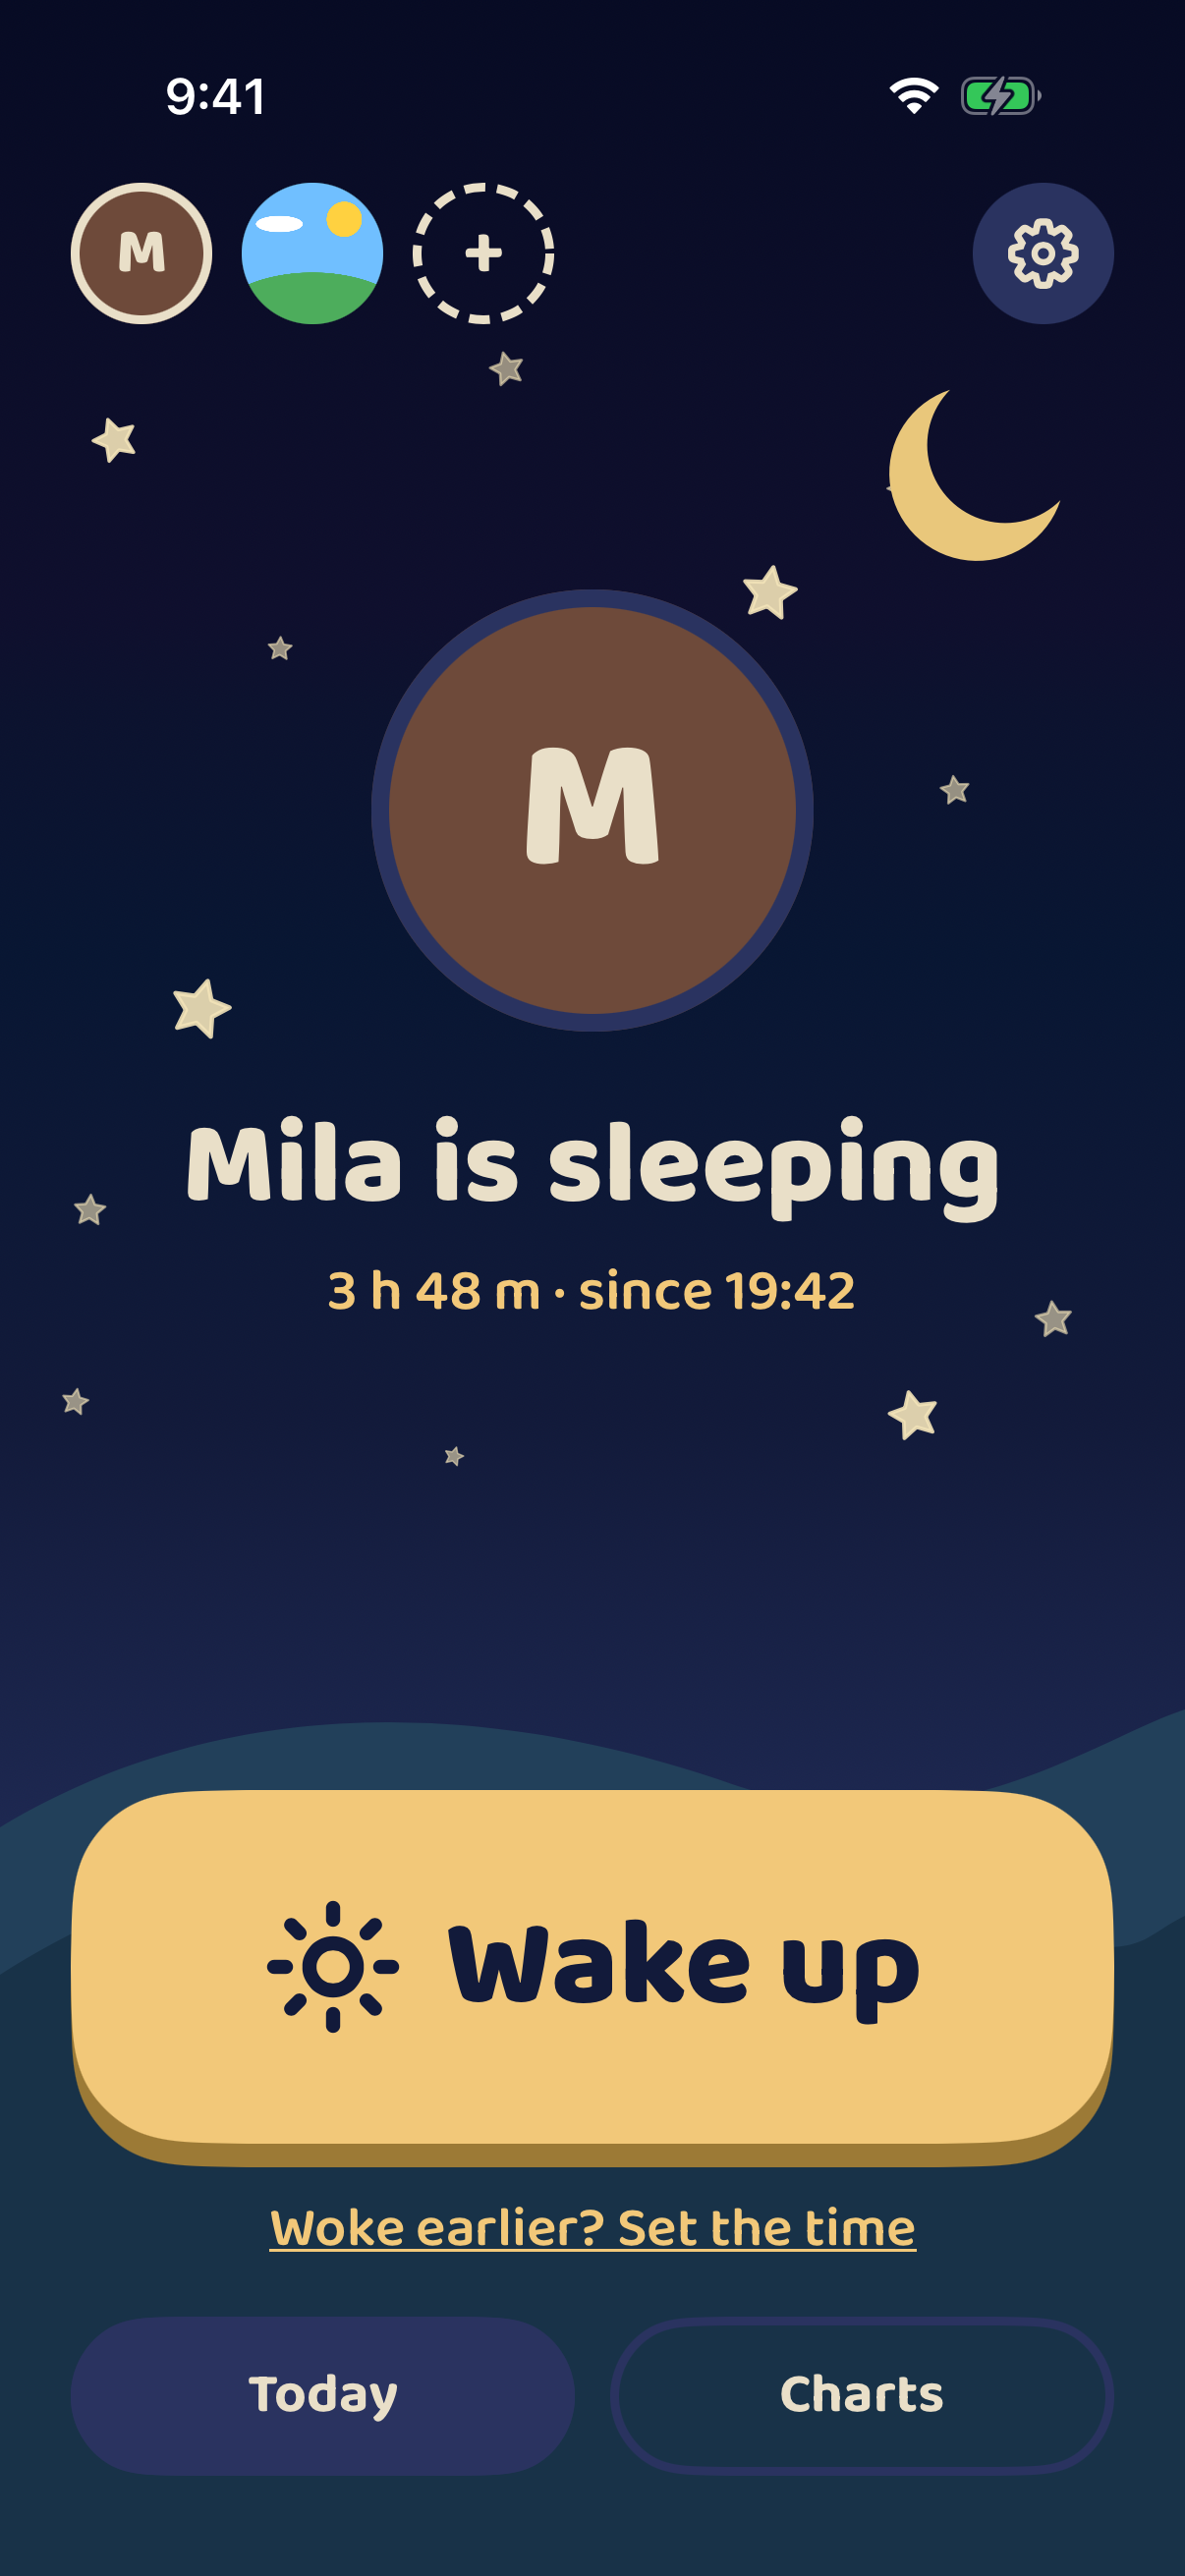 9:41
M
+
M
Mila is sleeping
3 h 48 m · since 19:42
Wake up
Woke earlier? Set the time
Today
Charts